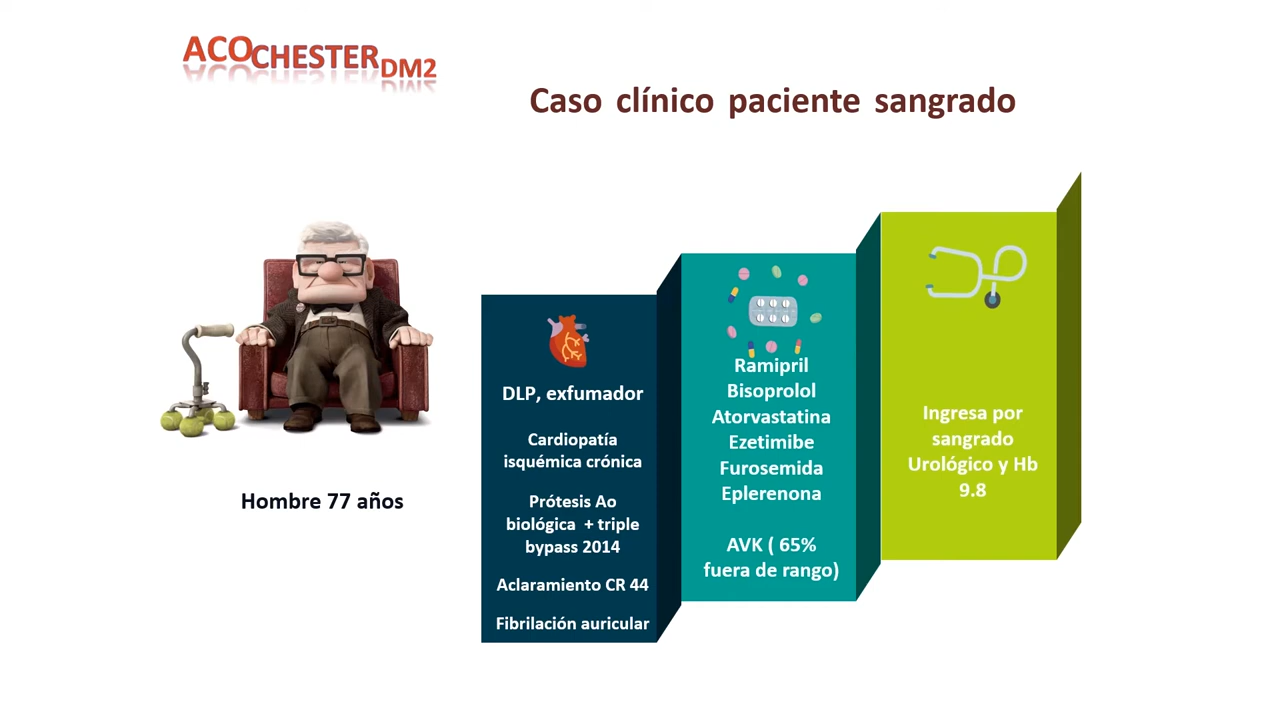 ACOCHESTERDM2
Caso clínico paciente sangrado
Hombre 77 años
DLP, exfumador
Cardiopatía
isquémica crónica
Prótesis Ao
biológica + triple
bypass 2014
Aclaramiento CR 44
Fibrilación auricular
Ramipril
Bisoprolol
Atorvastatina
Ezetimibe
Furosemida
Eplerenona
AVK ( 65%
fuera de rango)
Ingresa por
sangrado
Urológico y Hb
9.8